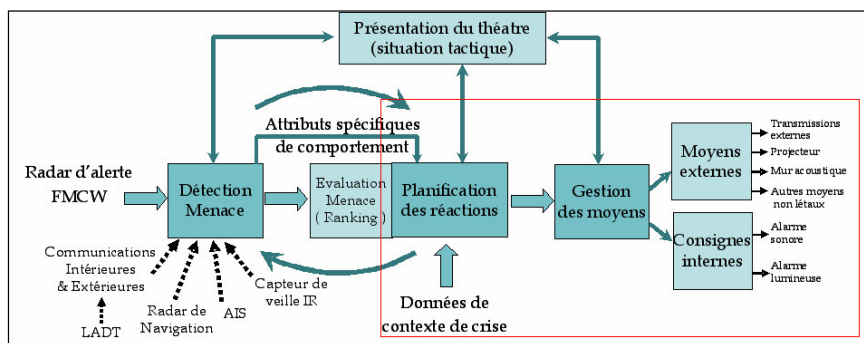 Présentation du théatre
(situation tactique)
Attributs spécifiques
de comportement
Radar d'alerte
FMCW
Détection
Menace
Evaluation
Menace
( Ranking )
Planification
des réactions
Gestion
des moyens
Moyens
externes
Transmissions
externes
Projecteur
Mur acoustique
Autres moyens
non létaux
Consignes
internes
Alarme
sonore
Alarme
lumineuse
Communications
Intérieures
& Extérieures
LADT
Radar de
Navigation
AIS
Capteur de
veille IR
Données de
contexte de crise